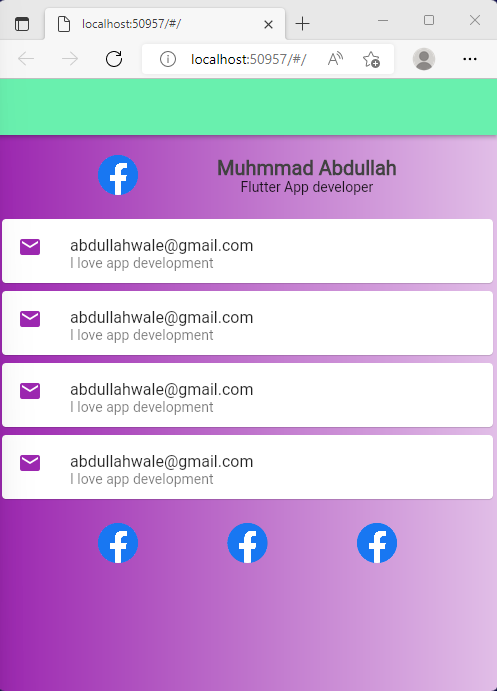 localhost:50957/#/
localhost:50957/#/
Muhmmad Abdullah
Flutter App developer
abdullahwale@gmail.com
I love app development
abdullahwale@gmail.com
I love app development
abdullahwale@gmail.com
I love app development
abdullahwale@gmail.com
I love app development